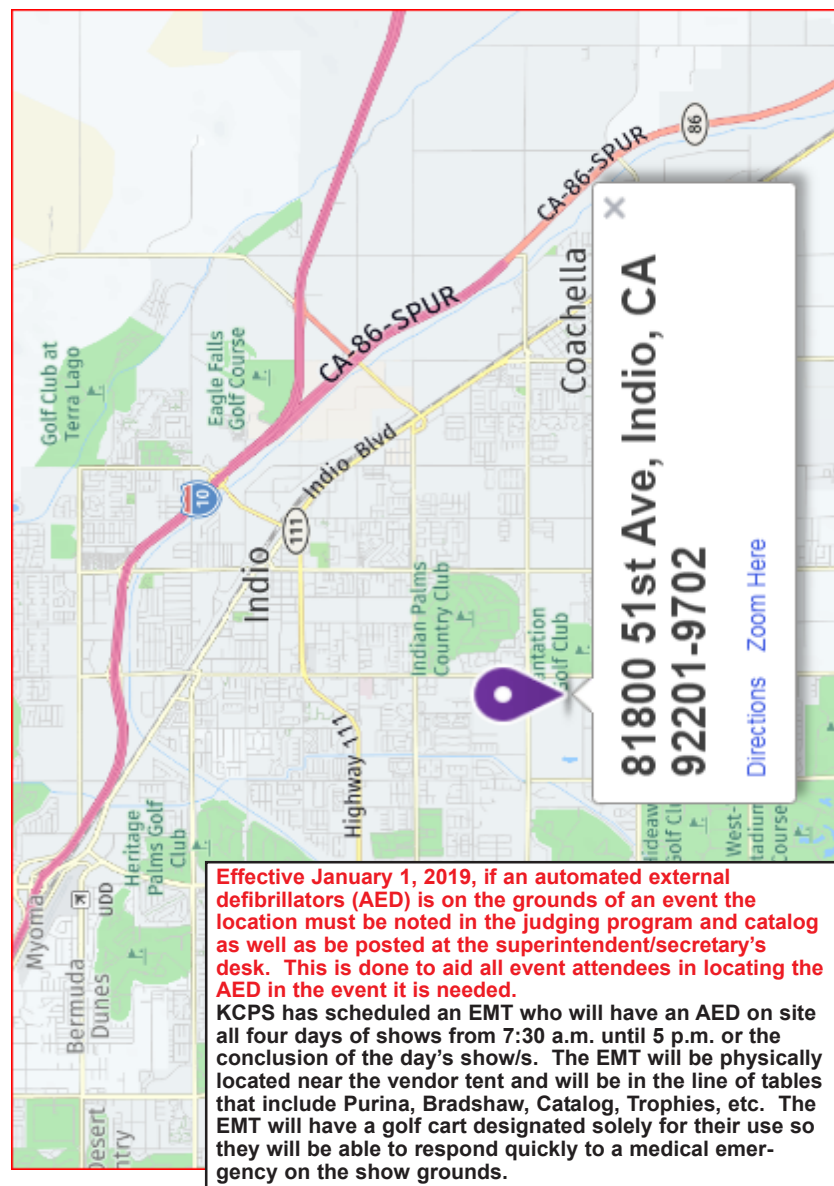 Golf Club at
Terra Lago
Eagle Falls
Golf Course
CA-86-SPUR
CA-86-SPUR
86
10
Indio Blvd
111
Indio
Coachella
Highway 111
Indian Palms
Country Club
antation
Golf Club
Myoma
UDD
Bermuda
Dunes
Heritage
Palms Golf
Club
Desert
ntry
Hideaw
Golf Clu
West-
tadium
Course
×
81800 51st Ave, Indio, CA
92201-9702
Directions Zoom Here
Effective January 1, 2019, if an automated external
defibrillators (AED) is on the grounds of an event the
location must be noted in the judging program and catalog
as well as be posted at the superintendent/secretary's
desk. This is done to aid all event attendees in locating the
AED in the event it is needed.
KCPS has scheduled an EMT who will have an AED on site
all four days of shows from 7:30 a.m. until 5 p.m. or the
conclusion of the day's show/s. The EMT will be physically
located near the vendor tent and will be in the line of tables
that include Purina, Bradshaw, Catalog, Trophies, etc. The
EMT will have a golf cart designated solely for their use so
they will be able to respond quickly to a medical emer-
gency on the show grounds.